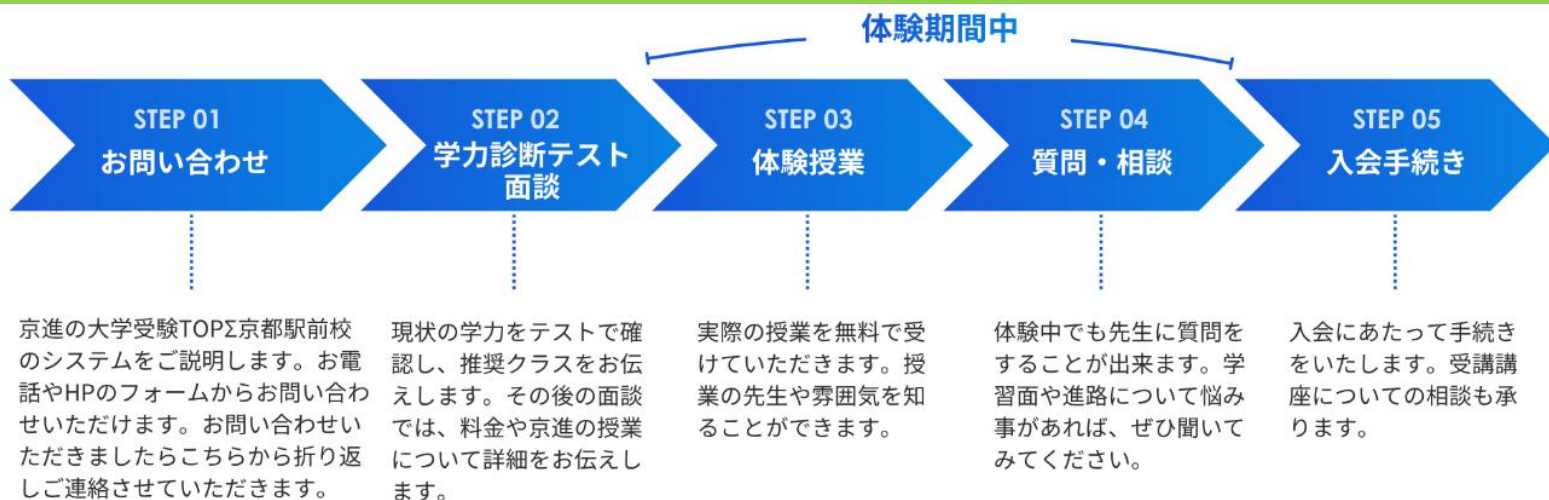 体験期間中
STEP 01
お問い合わせ
STEP 02
学力診断テスト
面談
STEP 03
体験授業
STEP 04
質問・相談
STEP 05
入会手続き
京進の大学受験TOPΣ京都駅前校
のシステムをご説明します。お電
話やHPのフォームからお問い合わ
せいただけます。お問い合わせい
ただきましたらこちらから折り返
しご連絡させていただきます。
現状の学力をテストで確
認し、推奨クラスをお伝
えします。その後の面談
では、料金や京進の授業
について詳細をお伝えし
ます。
実際の授業を無料で受
けていただきます。授
業の先生や雰囲気を知
ることができます。
体験中でも先生に質問を
することが出来ます。学
習面や進路について悩み
事があれば、ぜひ聞いて
みてください。
入会にあたって手続き
をいたします。受講講
座についての相談も承
ります。